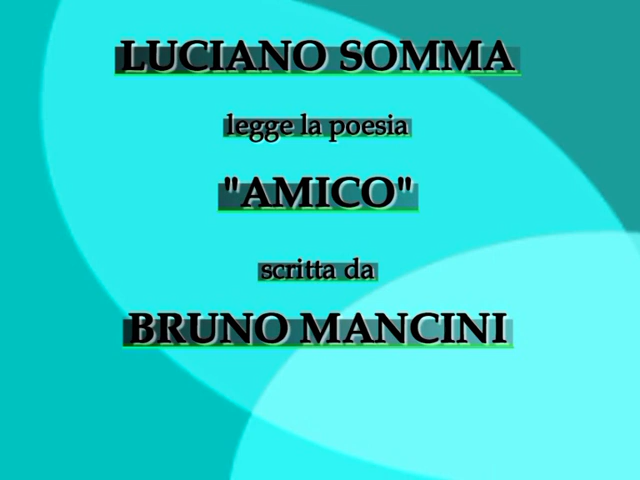 LUCIANO SOMMA
legge la poesia
"AMICO"
scritta da
BRUNO MANCINI